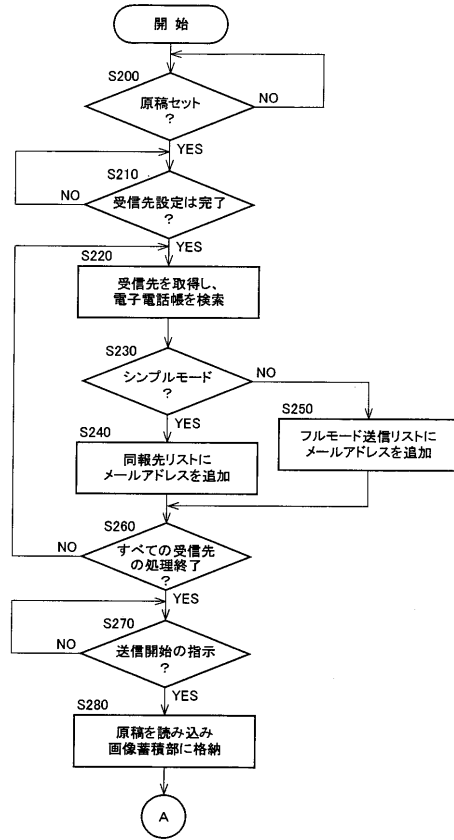 開 始
S200
原稿セット
?
NO
YES
S210
NO
受信先設定は完了
?
YES
S220
受信先を取得し、
電子電話帳を検索
S230
シンプルモード
?
NO
YES
S240
同報先リストに
メールアドレスを追加
S250
フルモード送信リストに
メールアドレスを追加
S260
すべての受信先
の処理終了
?
NO
YES
S270
NO
送信開始の指示
?
YES
S280
原稿を読み込み
画像蓄積部に格納
A